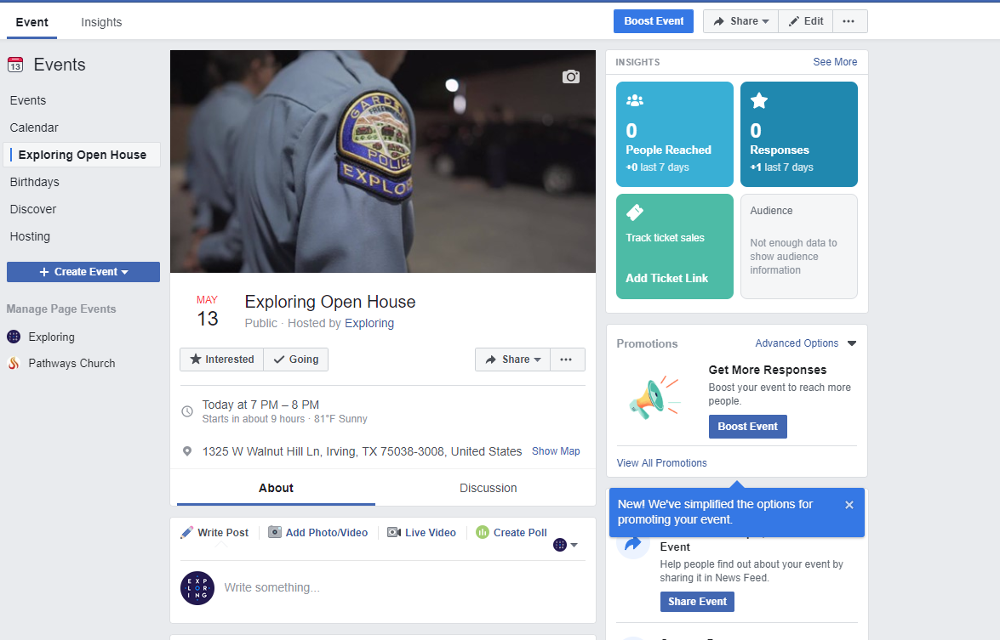 Event
Insights
Boost Event
Share
Edit
13
Events
Events
Calendar
Exploring Open House
Birthdays
Discover
Hosting
Create Event
Manage Page Events
Exploring
Pathways Church
GARDENA
FREEWAY
POLICE
EXPLO
MAY
13
Exploring Open House
Public · Hosted by Exploring
Interested
Going
Share
Today at 7 PM – 8 PM
Starts in about 9 hours · 81°F Sunny
1325 W Walnut Hill Ln, Irving, TX 75038-3008, United States
Show Map
About
Discussion
Write Post
Add Photo/Video
Live Video
Create Poll
EXP
LOR
ING
Write something...
INSIGHTS
See More
0
People Reached
+0 last 7 days
0
Responses
+1 last 7 days
Track ticket sales
Add Ticket Link
Audience
Not enough data to
show audience
information
Promotions
Advanced Options
Get More Responses
Boost your event to reach more
people.
Boost Event
View All Promotions
New! We've simplified the options for
promoting your event.
Event
Help people find out about your event by
sharing it in News Feed.
Share Event